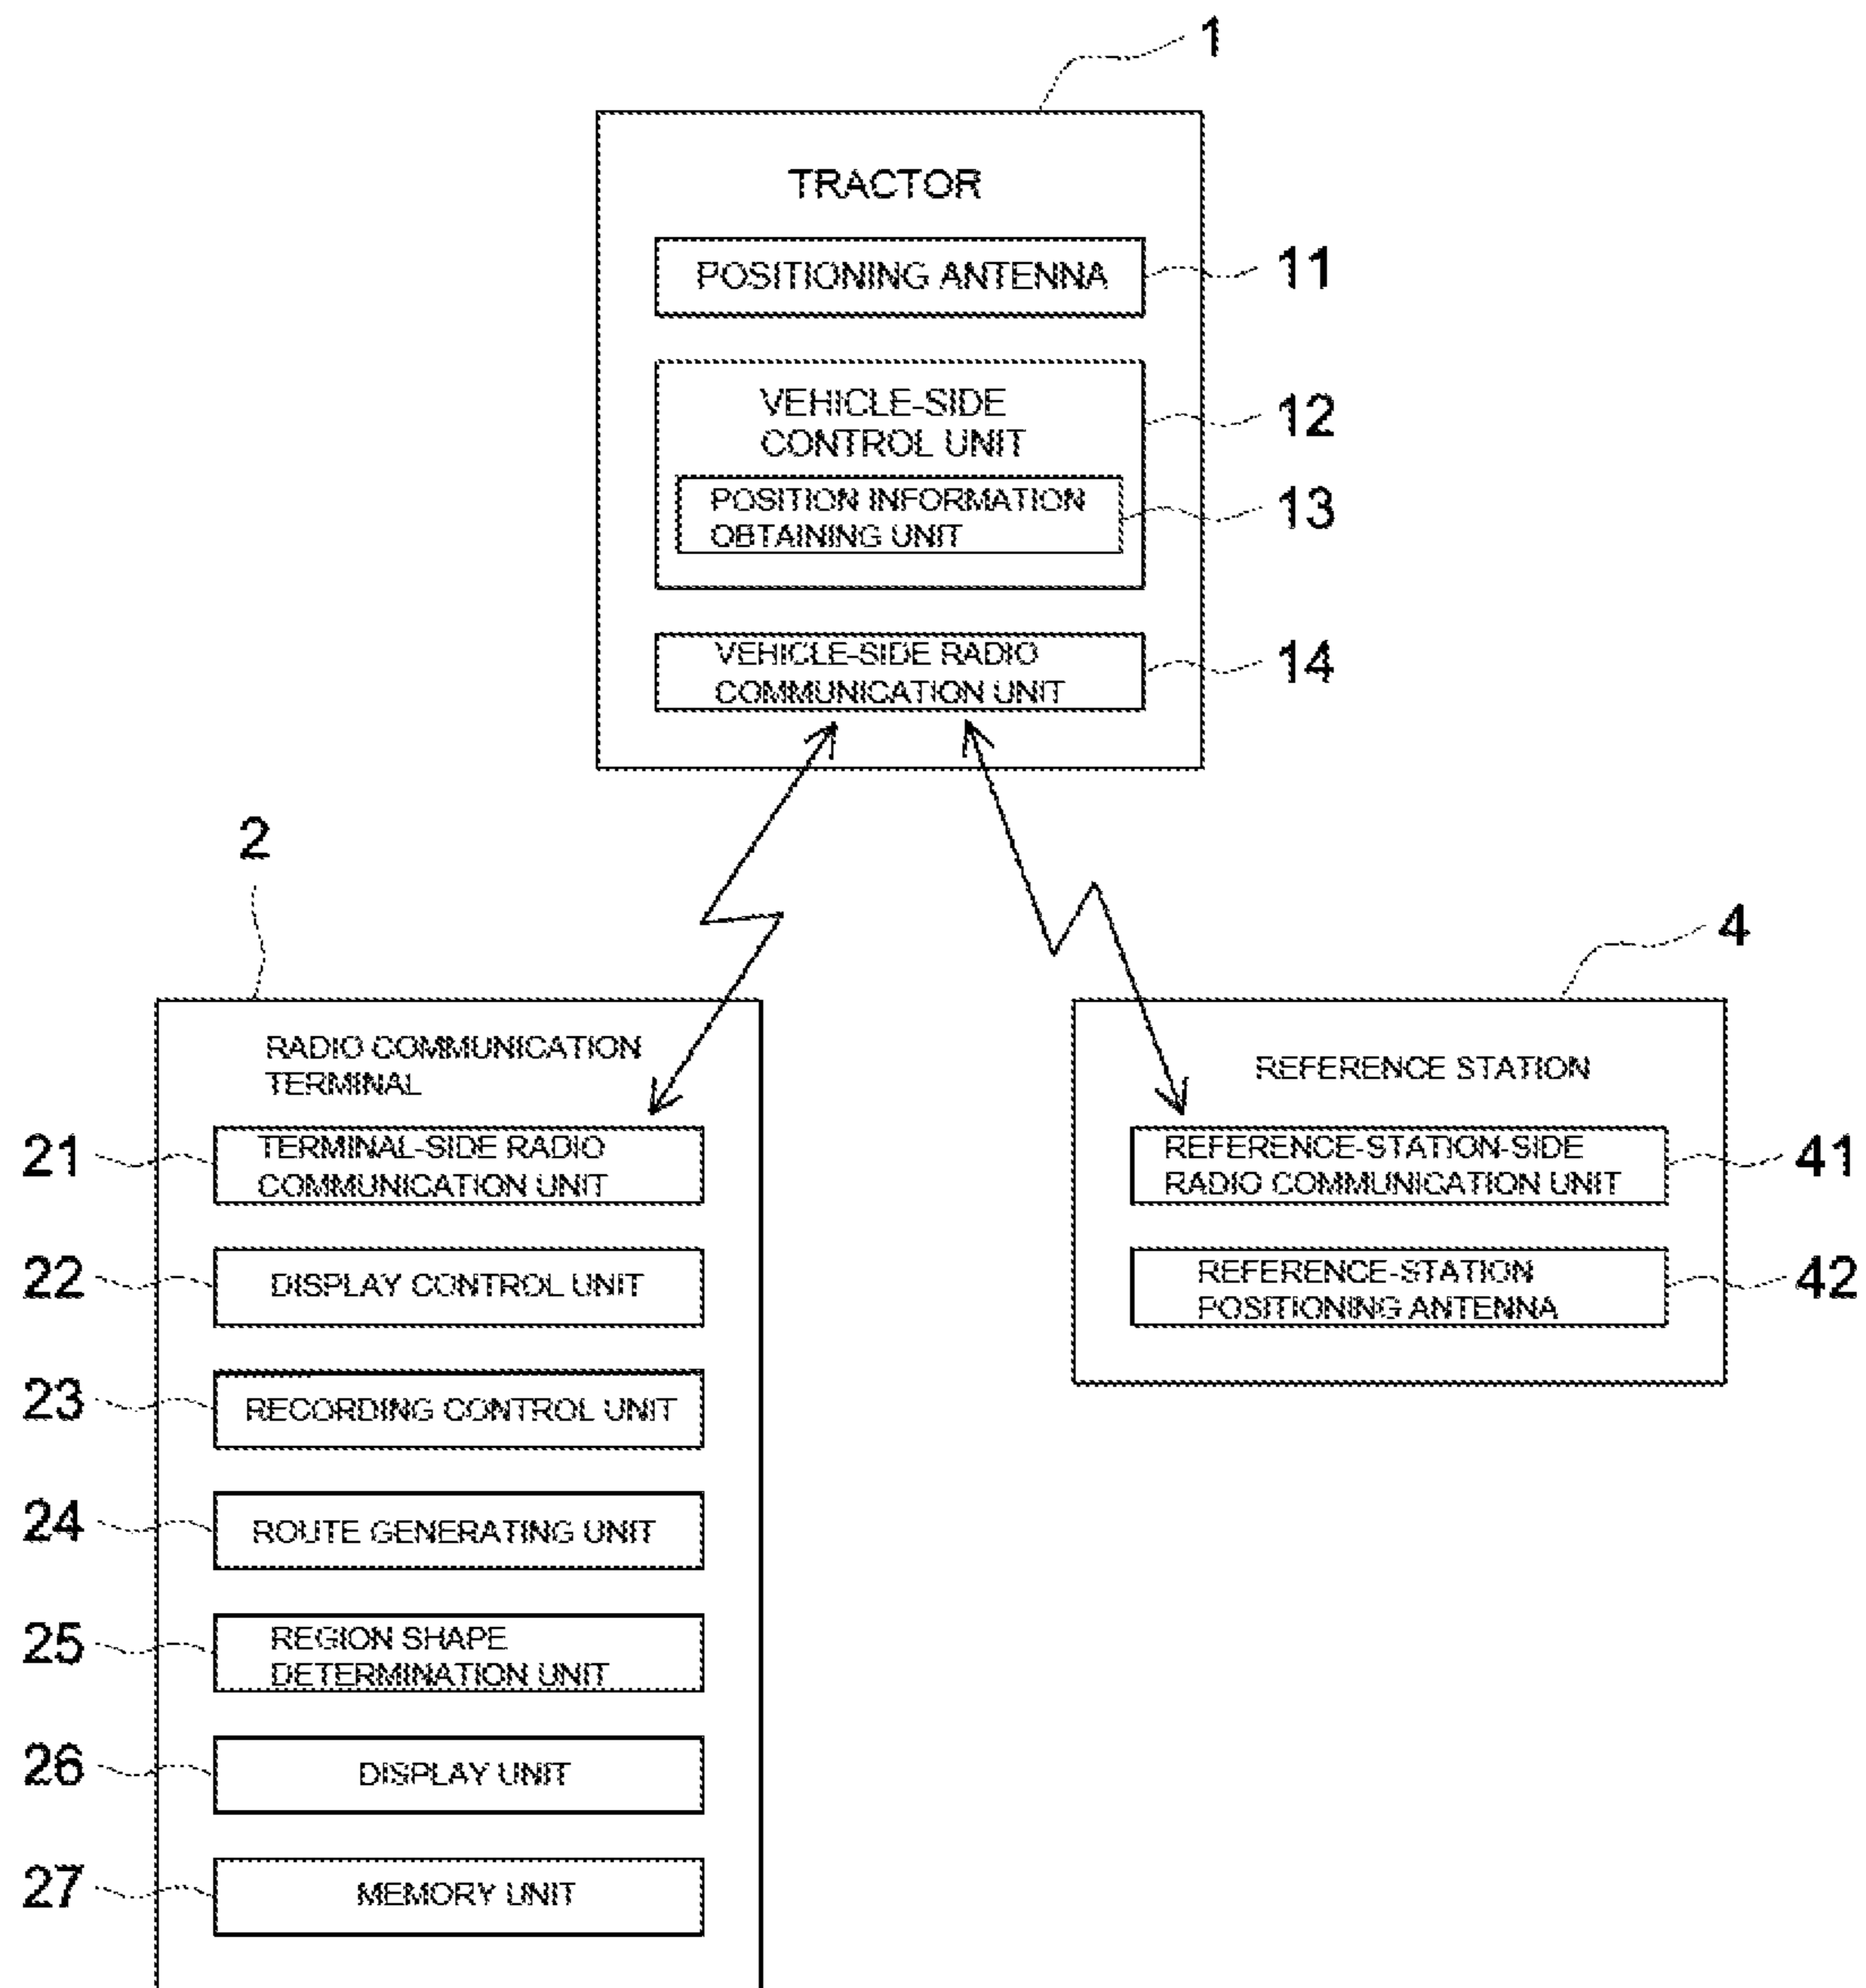 1
TRACTOR
POSITIONING ANTENNA
11
VEHICLE-SIDE
CONTROL UNIT
12
POSITION INFORMATION
OBTAINING UNIT
13
VEHICLE-SIDE RADIO
COMMUNICATION UNIT
14
2
RADIO COMMUNICATION
TERMINAL
21
TERMINAL-SIDE RADIO
COMMUNICATION UNIT
22
DISPLAY CONTROL UNIT
23
RECORDING CONTROL UNIT
24
ROUTE GENERATING UNIT
25
REGION SHAPE
DETERMINATION UNIT
26
DISPLAY UNIT
27
MEMORY UNIT
4
REFERENCE STATION
REFERENCE-STATION-SIDE
RADIO COMMUNICATION UNIT
41
REFERENCE-STATION
POSITIONING ANTENNA
42